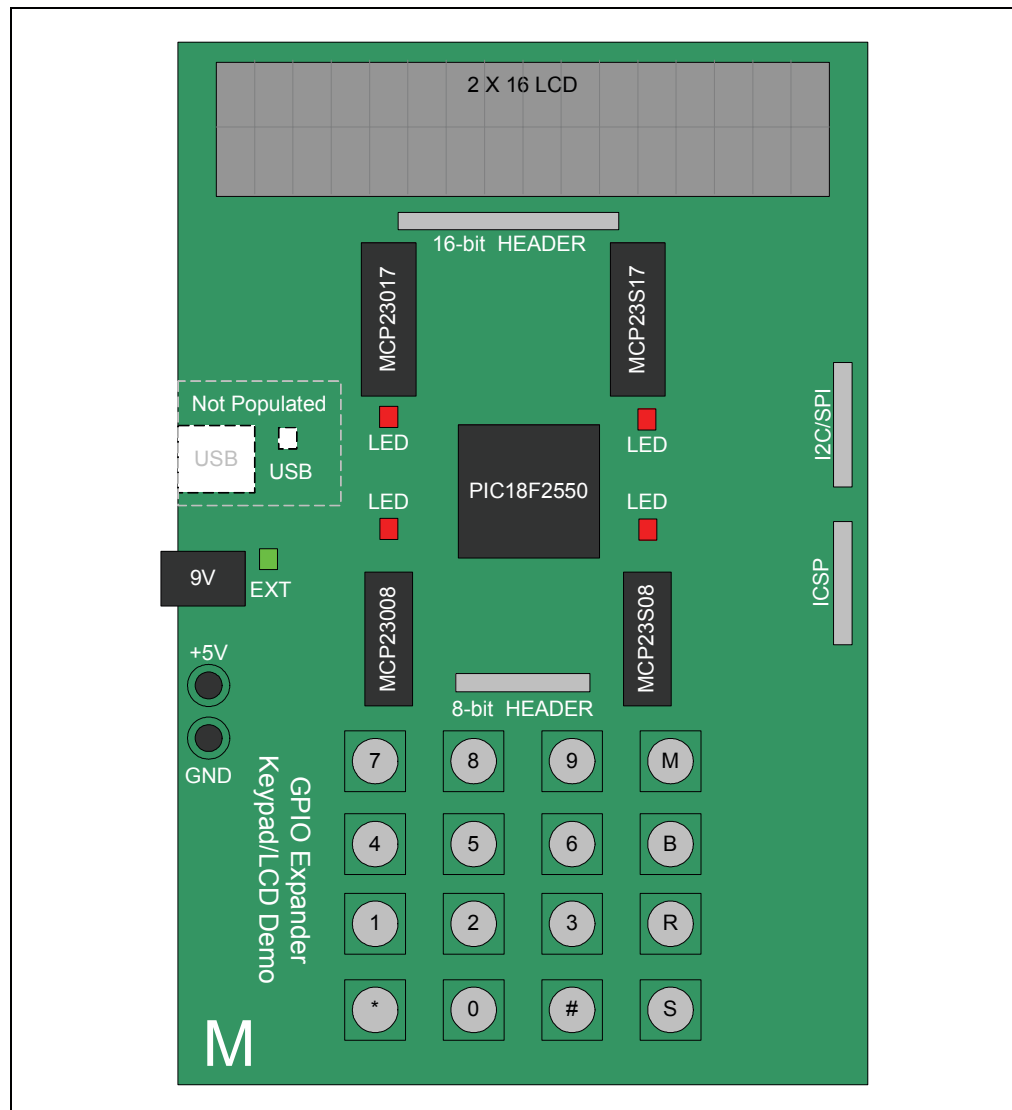 2 X 16 LCD
16-bit HEADER
MCP23017
MCP23S17
Not Populated
USB
USB
LED
LED
PIC18F2550
I2C/SPI
LED
LED
9V
EXT
ICSP
MCP23008
MCP23S08
+5V
8-bit HEADER
GND
GPIO Expander
Keypad/LCD Demo
7 8 9 M
4 5 6 B
1 2 3 R
* 0 # S
M